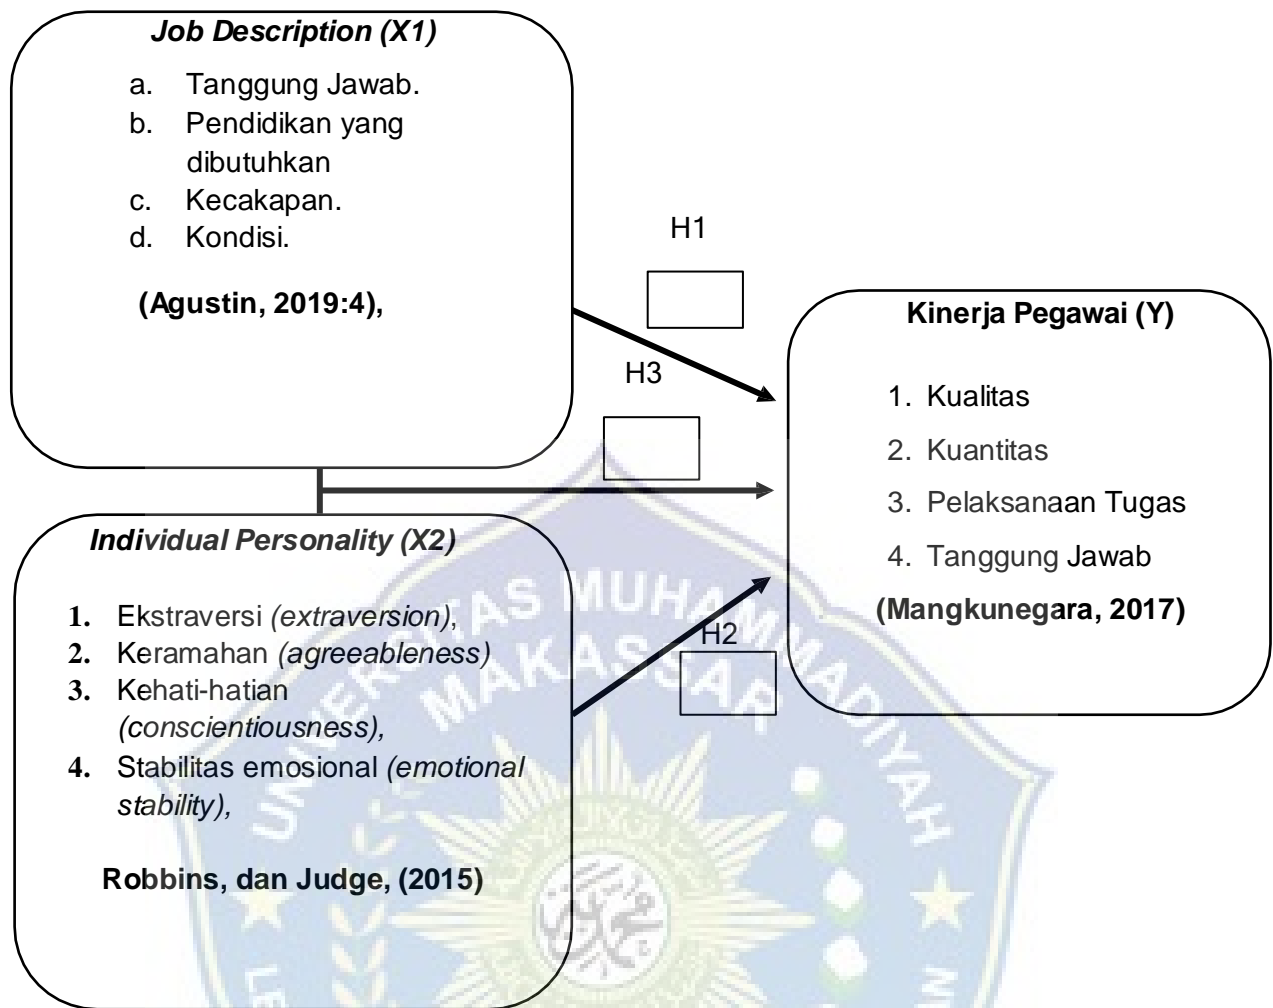 Job Description (X1)
a. Tanggung Jawab.
b. Pendidikan yang
dibutuhkan
c. Kecakapan.
d. Kondisi.
(Agustin, 2019:4),
H1
H3
Kinerja Pegawai (Y)
1. Kualitas
2. Kuantitas
3. Pelaksanaan Tugas
4. Tanggung Jawab
(Mangkunegara, 2017)
H2
Individual Personality (X2)
1. Ekstraversi (extraversion),
2. Keramahan (agreeableness)
3. Kehati-hatian
(conscientiousness),
4. Stabilitas emosional (emotional
stability),
Robbins, dan Judge, (2015)
UNIVERSITAS MUHAMMADIYAH
MAKASSAR